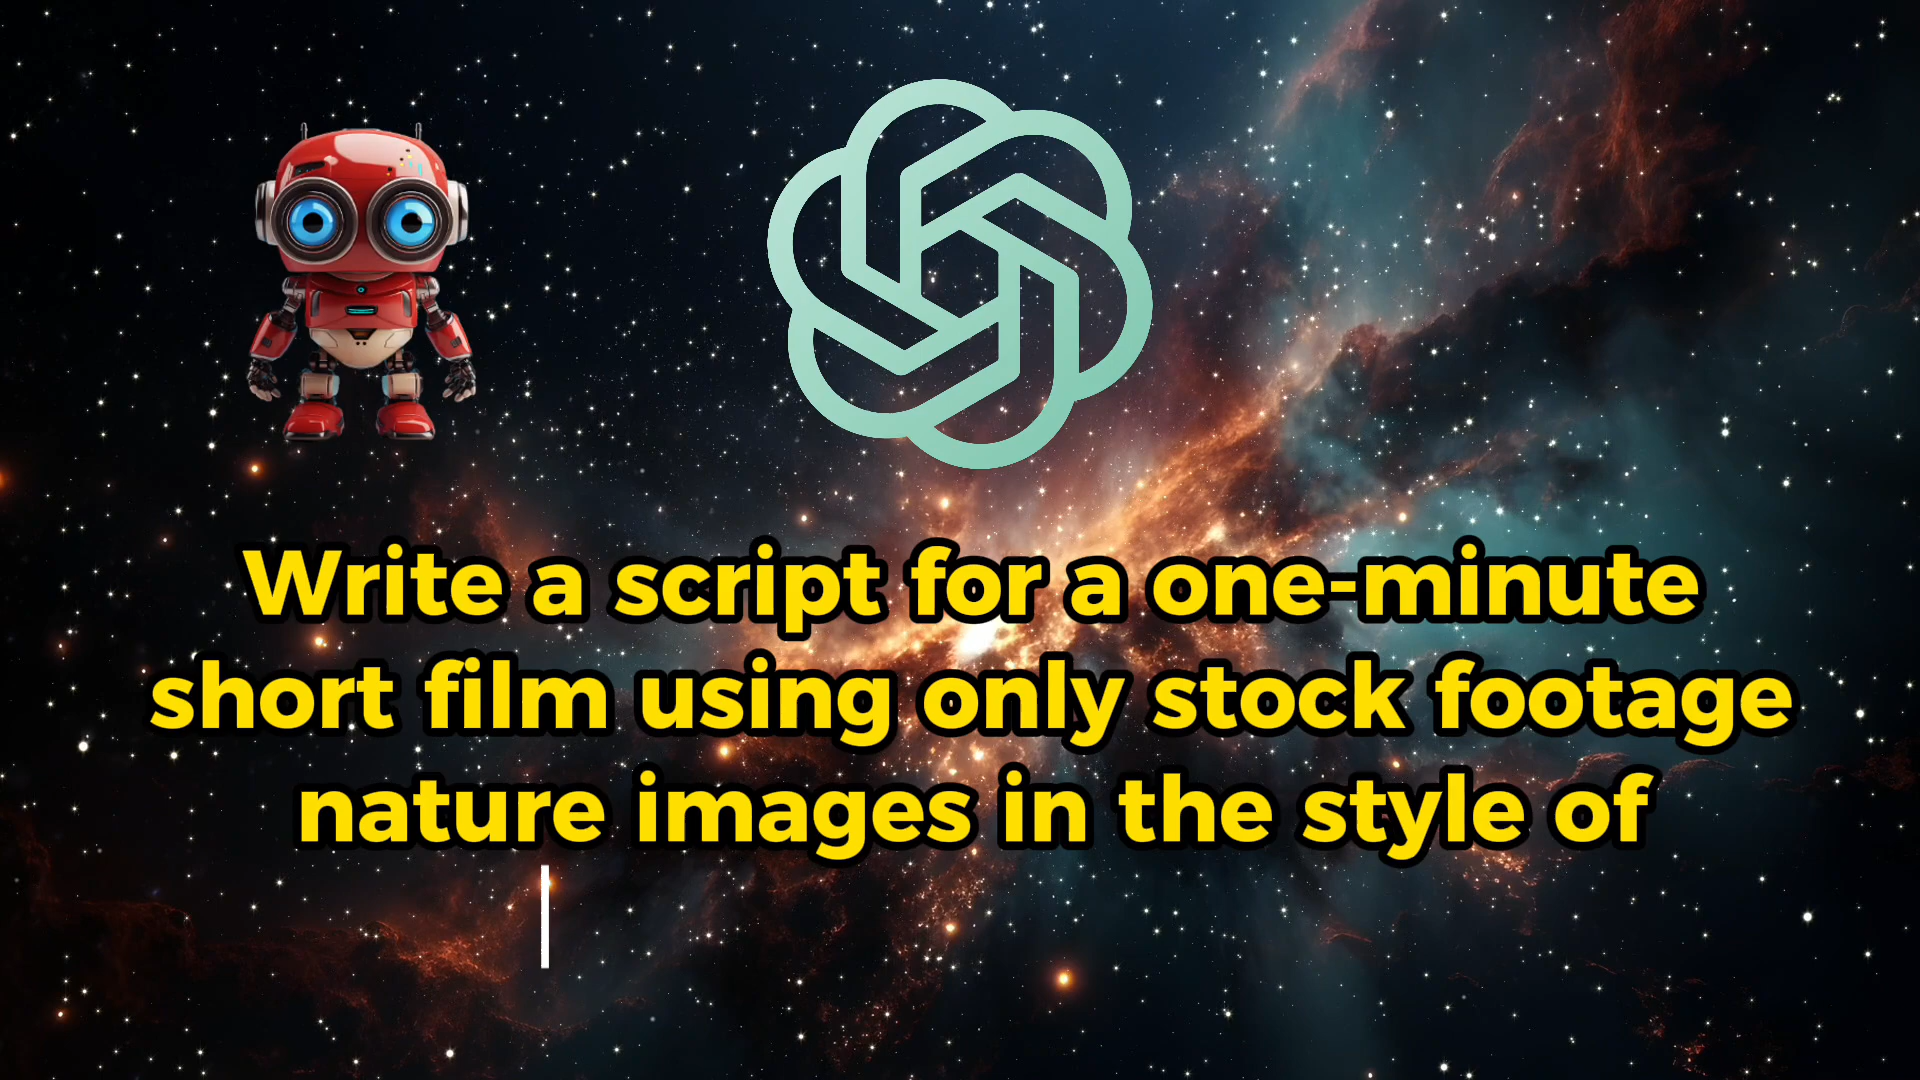 Write a script for a one-minute
short film using only stock footage
nature images in the style of